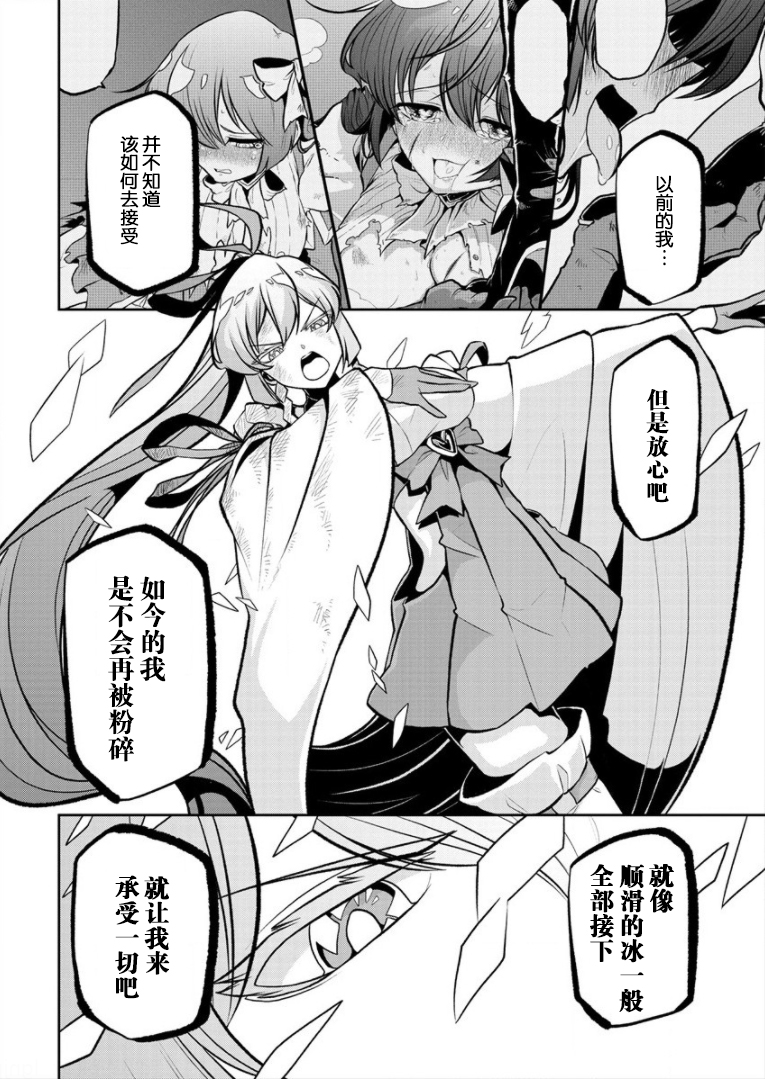 以前的我…
并不知道
该如何去接受
但是放心吧
如今的我
是不会再被粉碎
就像
顺滑的冰一般
全部接下
就让我来
承受一切吧